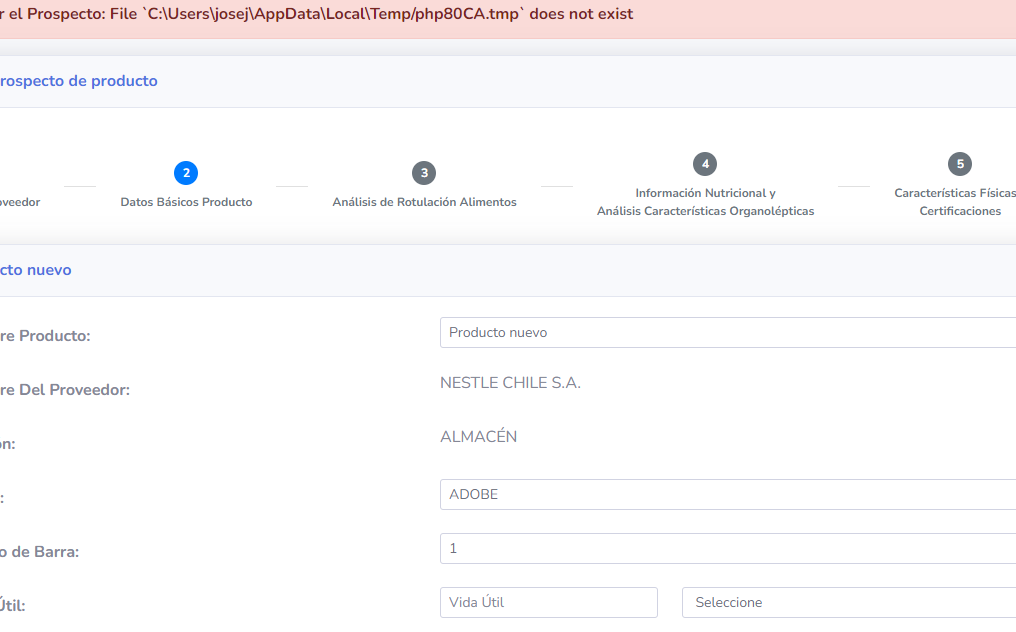 r el Prospecto: File `C:\Users\josej\AppData\Local\Temp/php80CA.tmp` does not exist
rospecto de producto
2
3
4
5
oveedor
Datos Básicos Producto
Análisis de Rotulación Alimentos
Información Nutricional y
Análisis Características Organolépticas
Características Físicas
Certificaciones
cto nuevo
re Producto:
Producto nuevo
re Del Proveedor:
NESTLE CHILE S.A.
ón:
ALMACÉN
:
ADOBE
o de Barra:
1
Útil:
Vida Útil
Seleccione